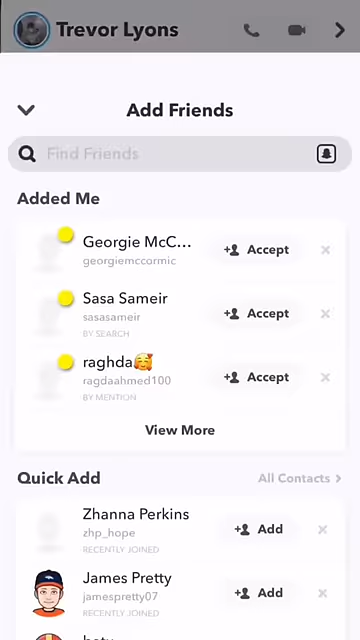 Trevor Lyons
Add Friends
Find Friends
Added Me
Georgie McC...
georgiemccormic
Accept
Sasa Sameir
sasasameir
BY SEARCH
Accept
raghda🥰
ragdaahmed100
BY MENTION
Accept
View More
Quick Add
All Contacts
Zhanna Perkins
zhp_hope
RECENTLY JOINED
Add
James Pretty
jamespretty07
RECENTLY JOINED
Add